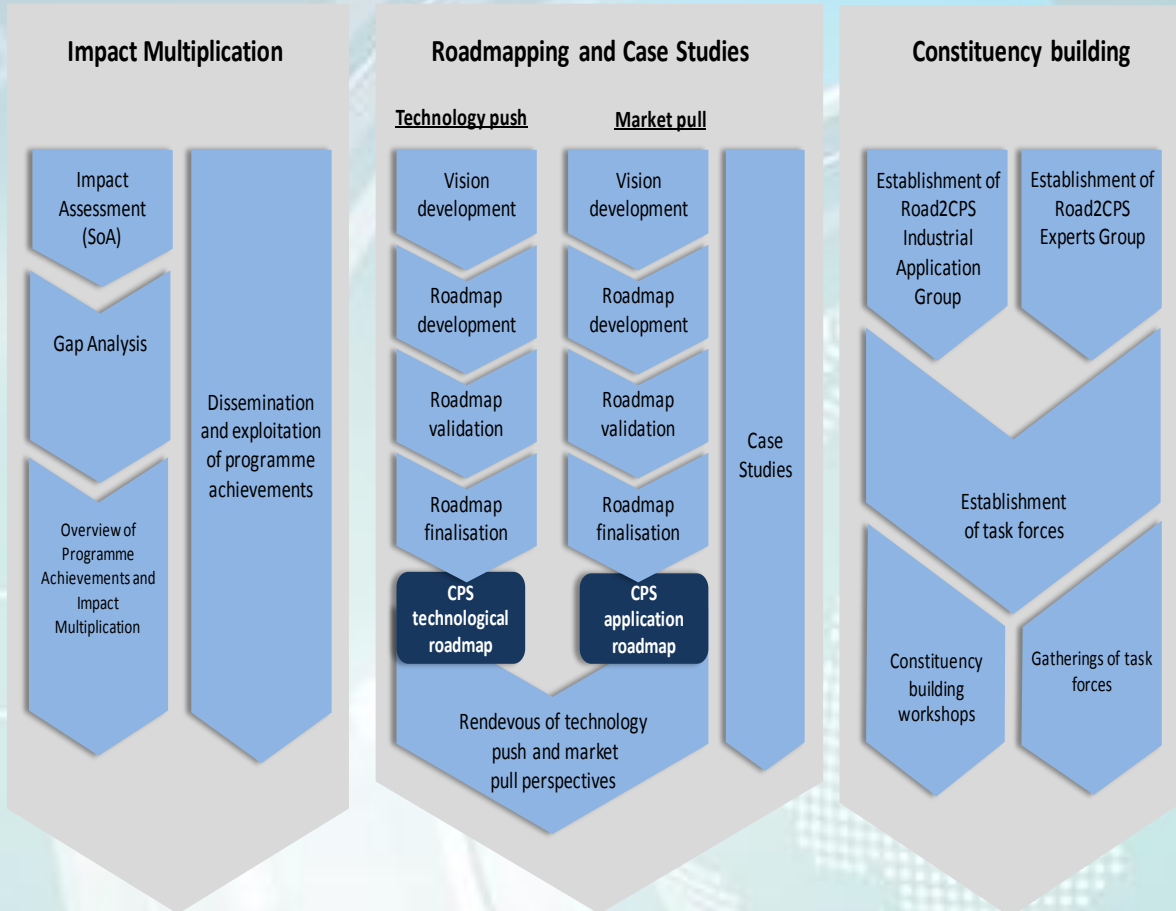 Impact Multiplication
Impact
Assessment
(SoA)
Gap Analysis
Overview of
Programme
Achievements and
Impact
Multiplication
Dissemination
and exploitation
of programme
achievements
Roadmapping and Case Studies
Technology push
Vision
development
Roadmap
development
Roadmap
validation
Roadmap
finalisation
CPS
technological
roadmap
Market pull
Vision
development
Roadmap
development
Roadmap
validation
Roadmap
finalisation
CPS
application
roadmap
Rendevous of technology
push and market
pull perspectives
Case
Studies
Constituency building
Establishment of
Road2CPS
Industrial
Application
Group
Establishment of
Road2CPS
Experts Group
Establishment
of task forces
Constituency
building
workshops
Gatherings of task
forces